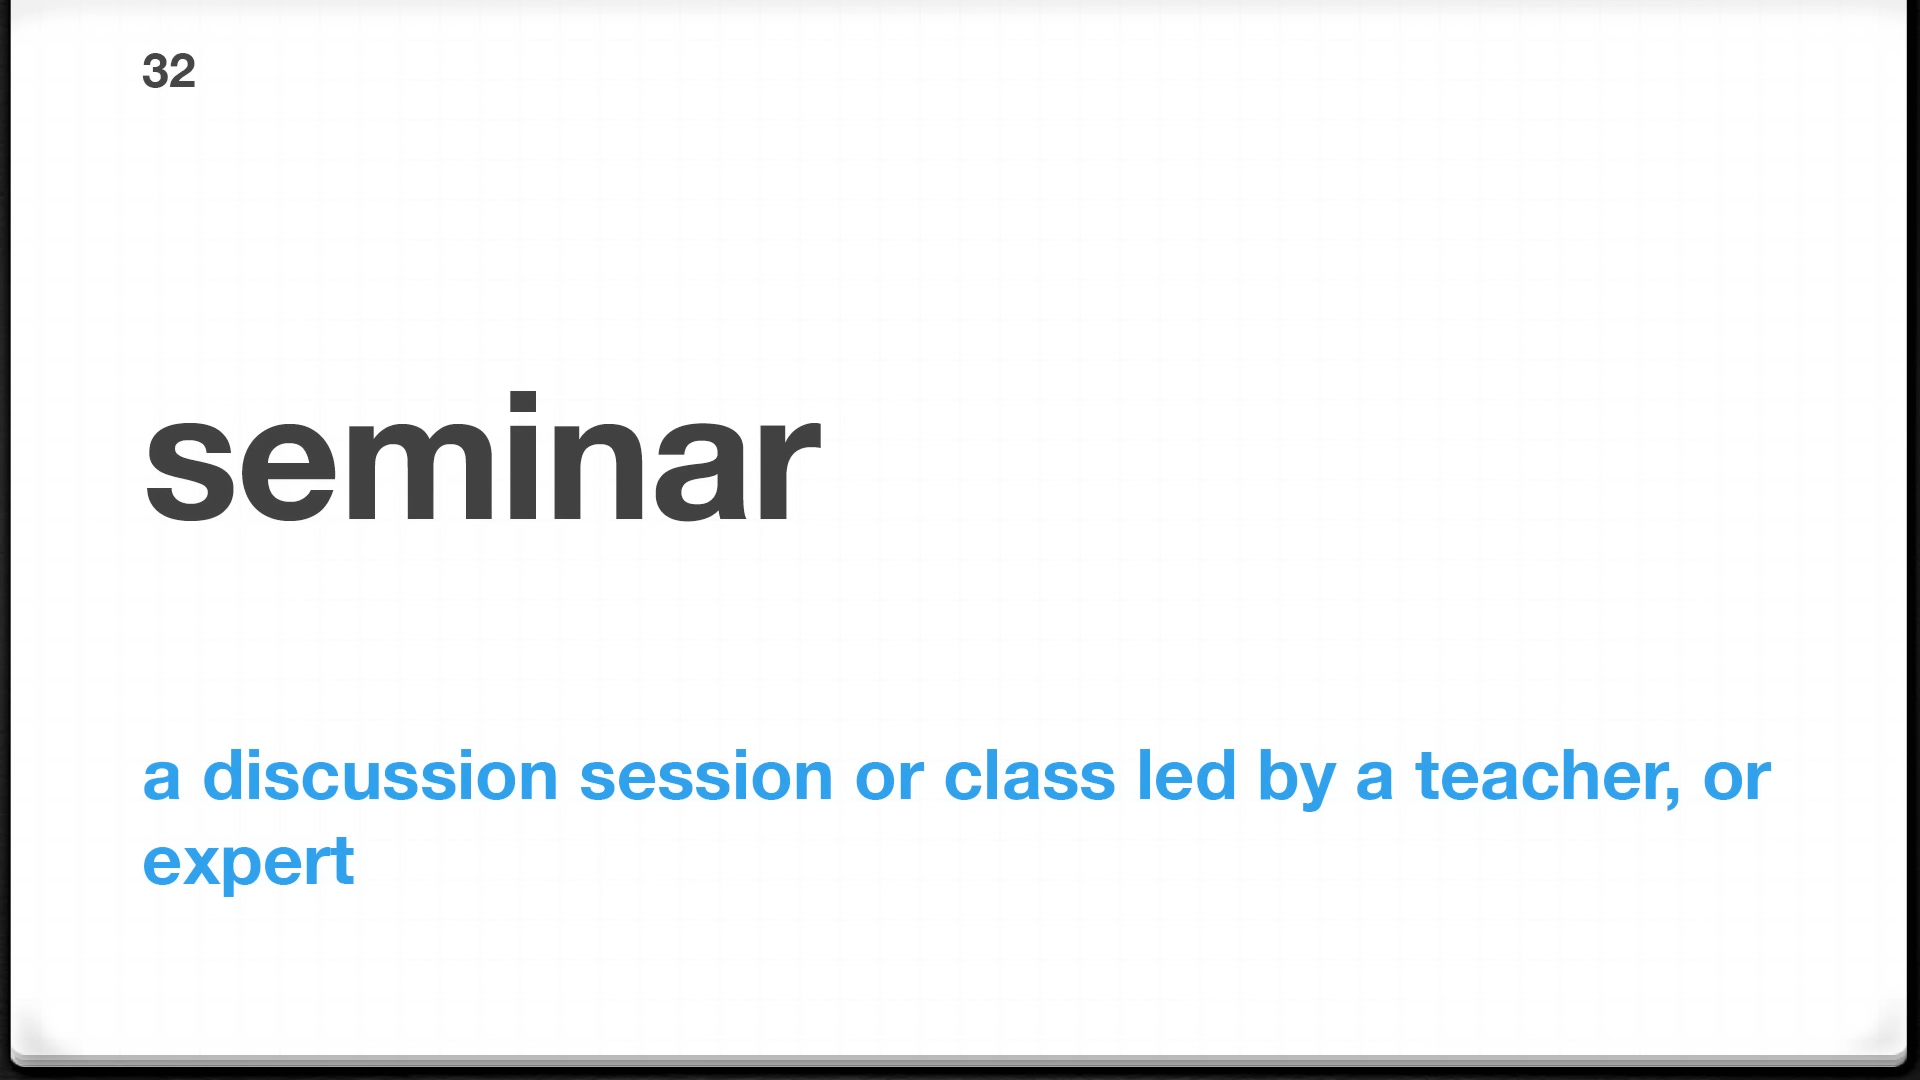 32
seminar
a discussion session or class led by a teacher, or
expert